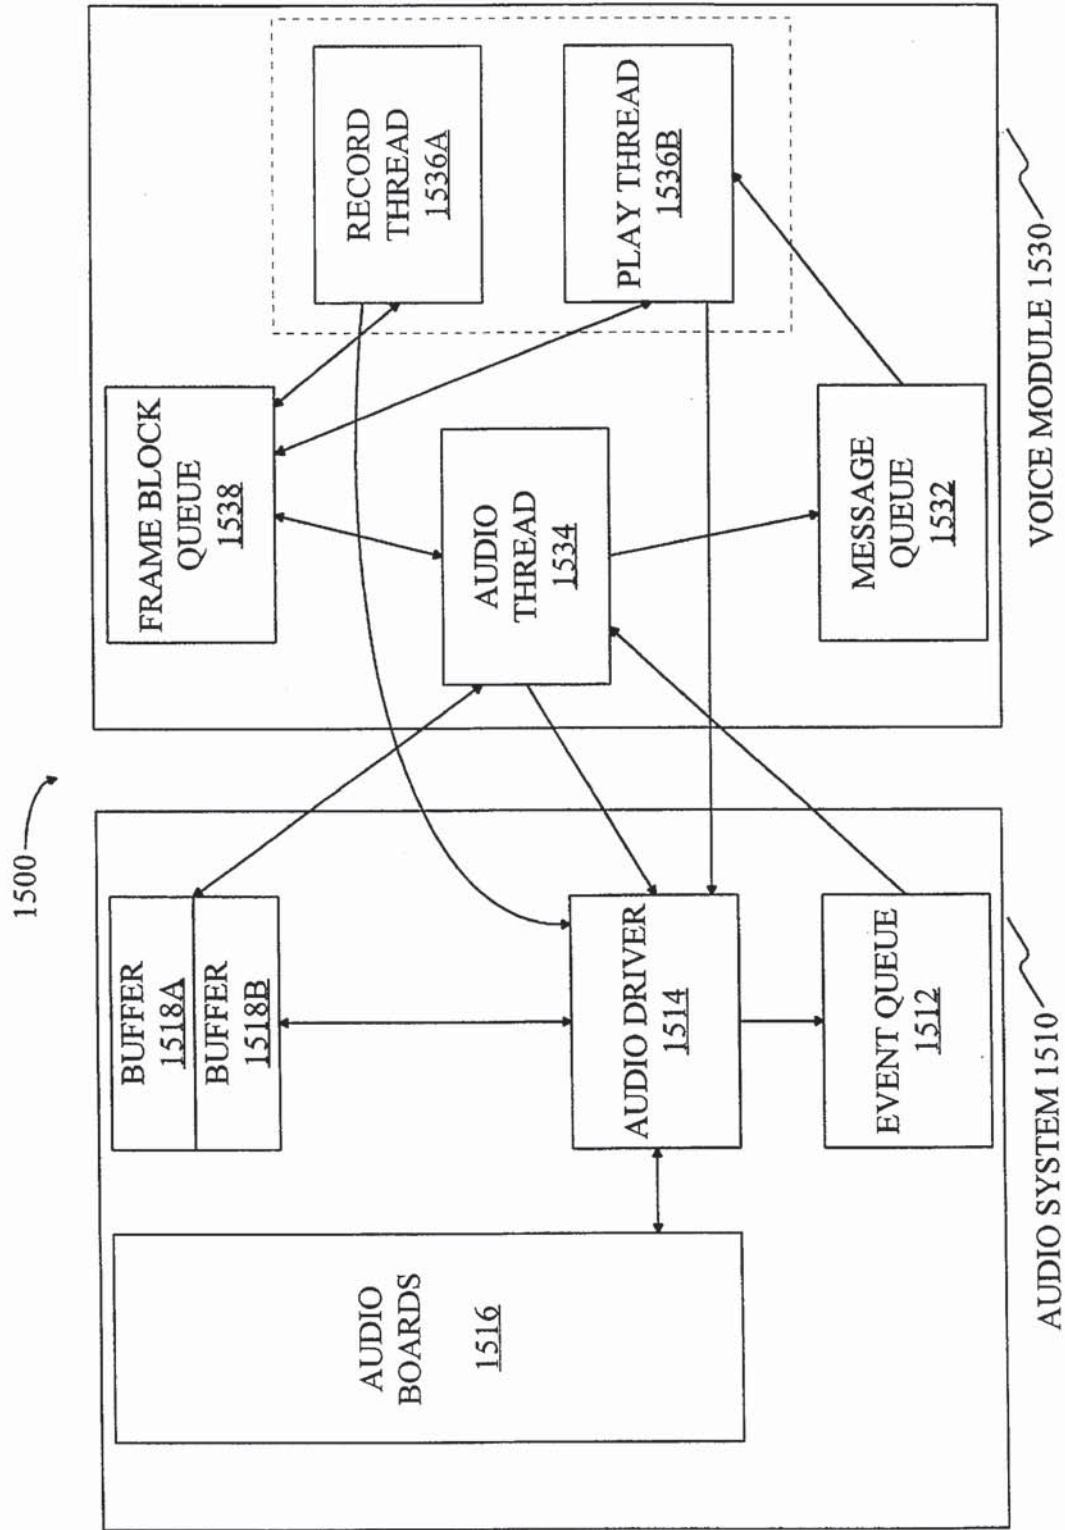 1500
AUDIO
BOARDS
1516
BUFFER
1518A
BUFFER
1518B
AUDIO DRIVER
1514
EVENT QUEUE
1512
AUDIO SYSTEM 1510
FRAME BLOCK
QUEUE
1538
AUDIO
THREAD
1534
MESSAGE
QUEUE
1532
RECORD
THREAD
1536A
PLAY THREAD
1536B
VOICE MODULE 1530